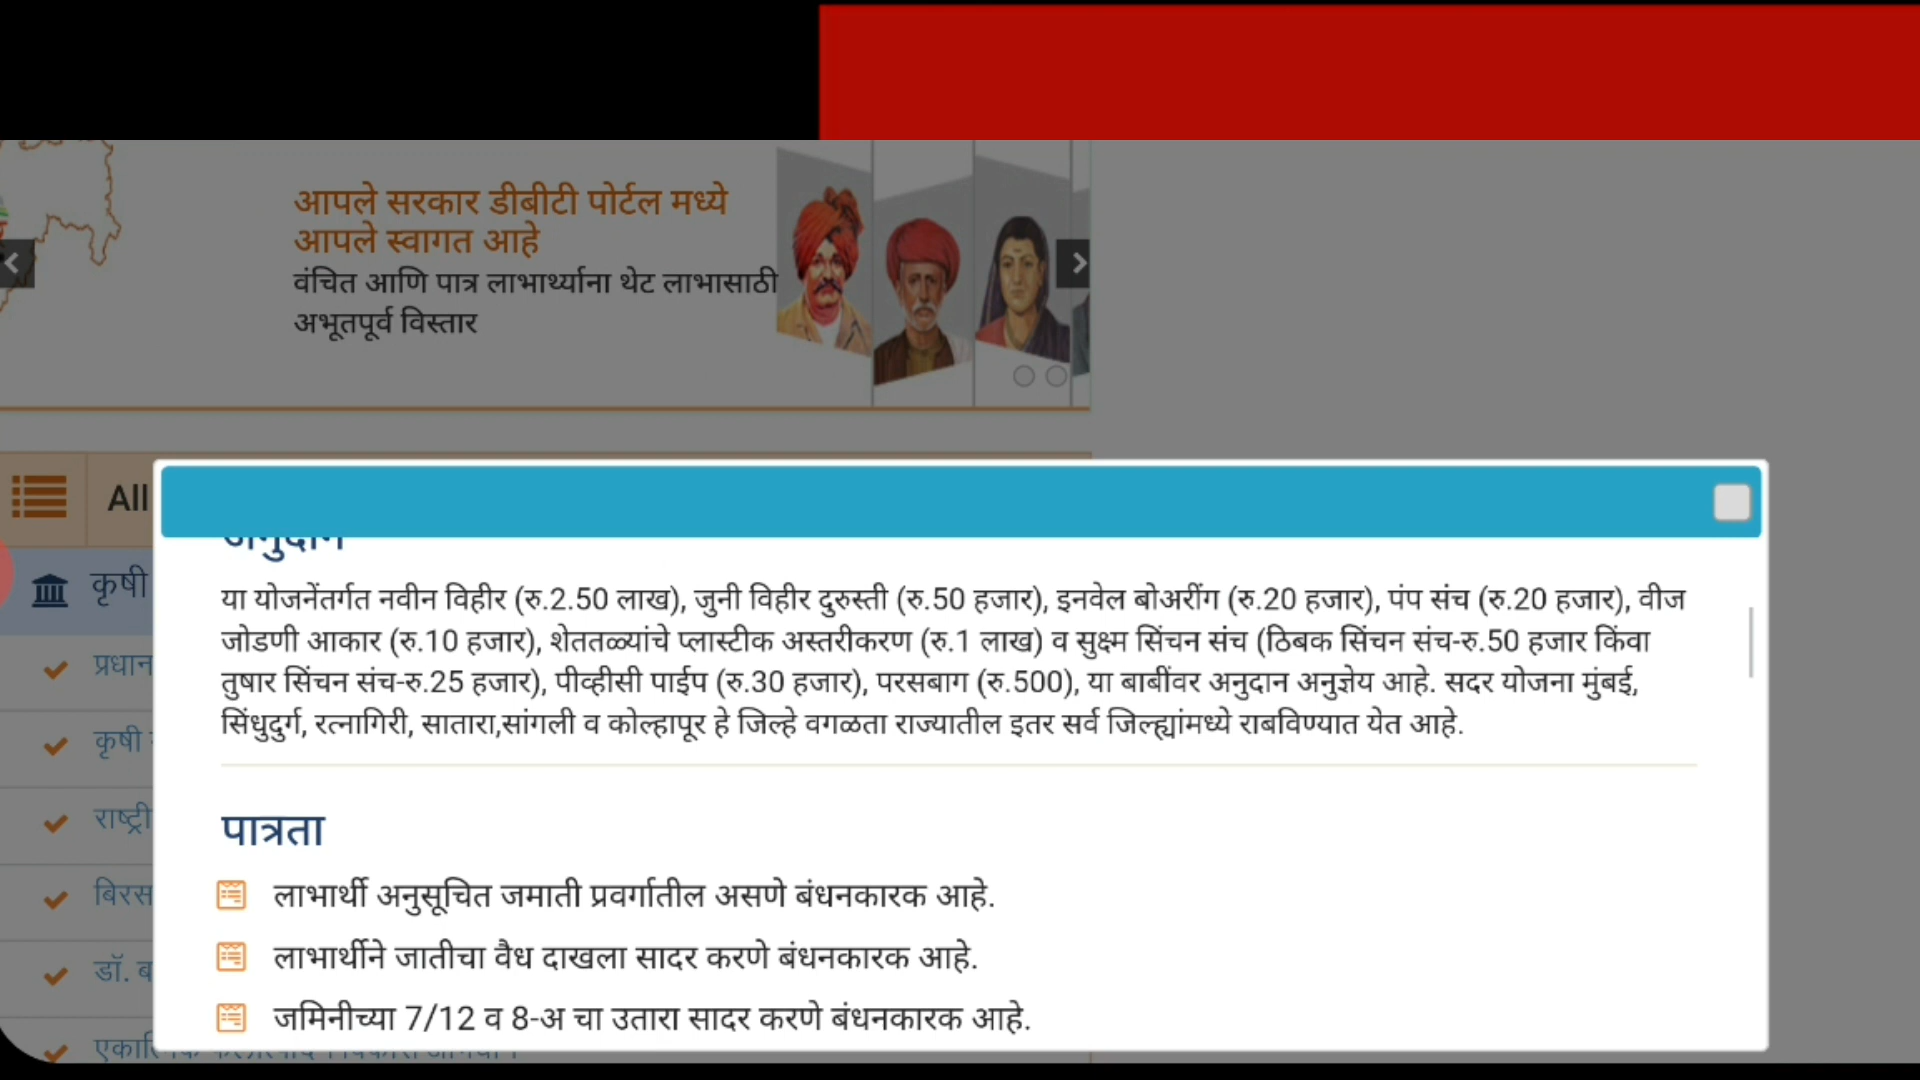 आपले सरकार डीबीटी पोर्टल मध्ये
आपले स्वागत आहे
वंचित आणि पात्र लाभार्थ्याना थेट लाभासाठी
अभूतपूर्व विस्तार
All
कृषी
प्रधान
कृषी
राष्ट्री
बिरस
डॉ. ब
अनुदान
या योजनेंतर्गत नवीन विहीर (रु.2.50 लाख), जुनी विहीर दुरुस्ती (रु.50 हजार), इनवेल बोअरींग (रु.20 हजार), पंप संच (रु.20 हजार), वीज
जोडणी आकार (रु.10 हजार), शेततळ्यांचे प्लास्टीक अस्तरीकरण (रु.1 लाख) व सुक्ष्म सिंचन संच (ठिबक सिंचन संच-रु.50 हजार किंवा
तुषार सिंचन संच-रु.25 हजार), पीव्हीसी पाईप (रु.30 हजार), परसबाग (रु.500), या बाबींवर अनुदान अनुज्ञेय आहे. सदर योजना मुंबई,
सिंधुदुर्ग, रत्नागिरी, सातारा,सांगली व कोल्हापूर हे जिल्हे वगळता राज्यातील इतर सर्व जिल्ह्यांमध्ये राबविण्यात येत आहे.
पात्रता
लाभार्थी अनुसूचित जमाती प्रवर्गातील असणे बंधनकारक आहे.
लाभार्थीने जातीचा वैध दाखला सादर करणे बंधनकारक आहे.
जमिनीच्या 7/12 व 8-अ चा उतारा सादर करणे बंधनकारक आहे.